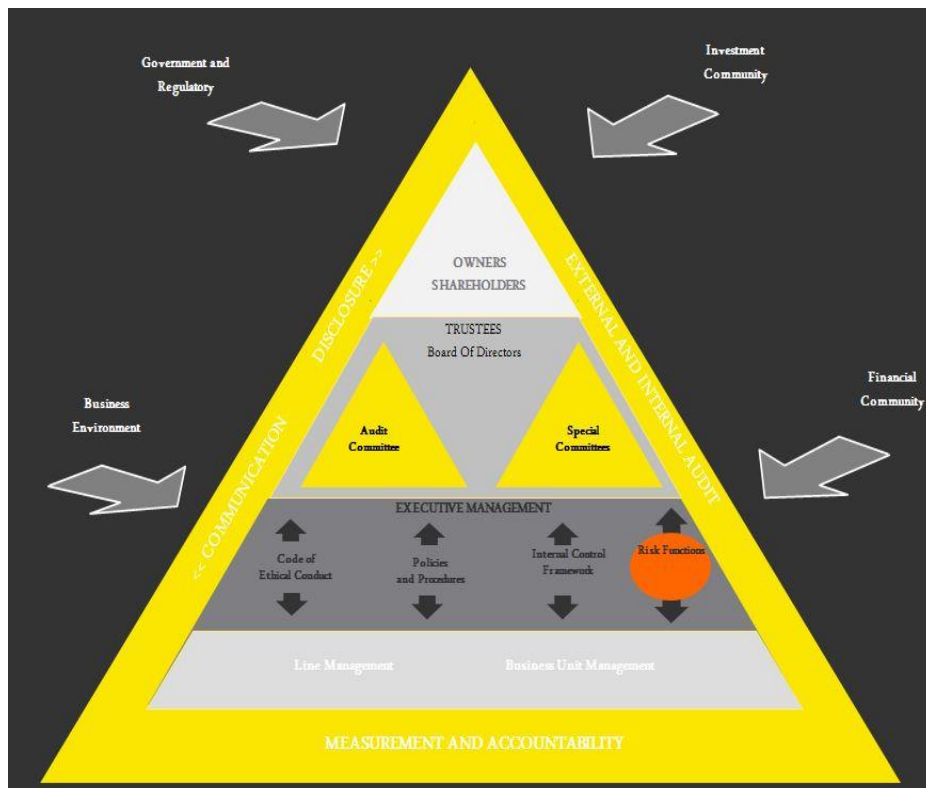 Government and
Regulatory
Investment
Community
OWNERS
SHAREHOLDERS
DISCLOSURE >>
<< COMMUNICATION
EXTERNAL AND INTERNAL AUDIT
TRUSTEES
Board Of Directors
Business
Environment
Financial
Community
Audit
Committee
Special
Committees
EXECUTIVE MANAGEMENT
Code of
Ethical Conduct
Policies
and Procedures
Internal Control
Framework
Risk Functions
Line Management
Business Unit Management
MEASUREMENT AND ACCOUNTABILITY